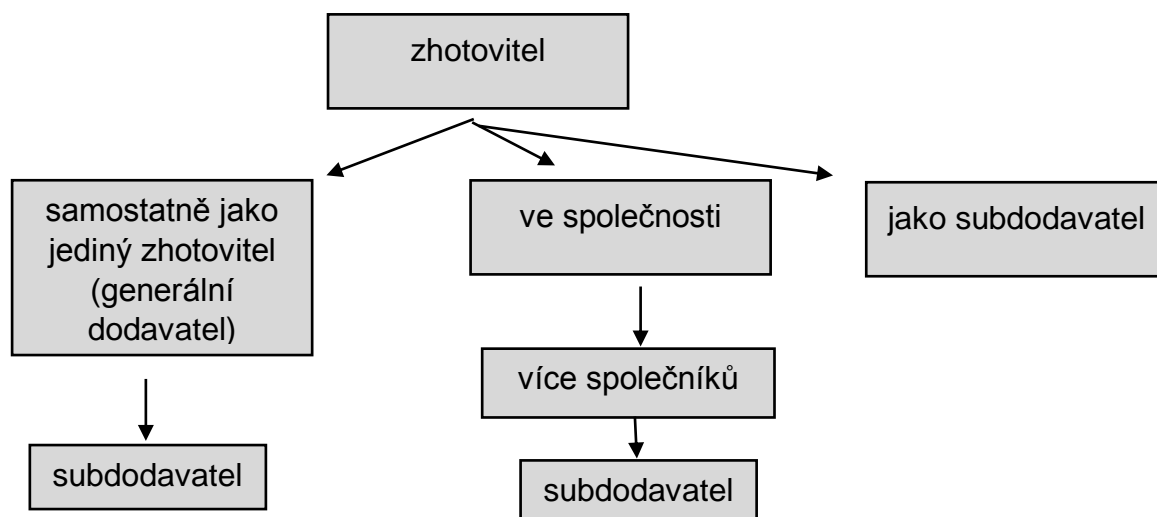 zhotovitel
samostatně jako
jediný zhotovitel
(generální
dodavatel)
ve společnosti
jako subdodavatel
více společníků
subdodavatel
subdodavatel